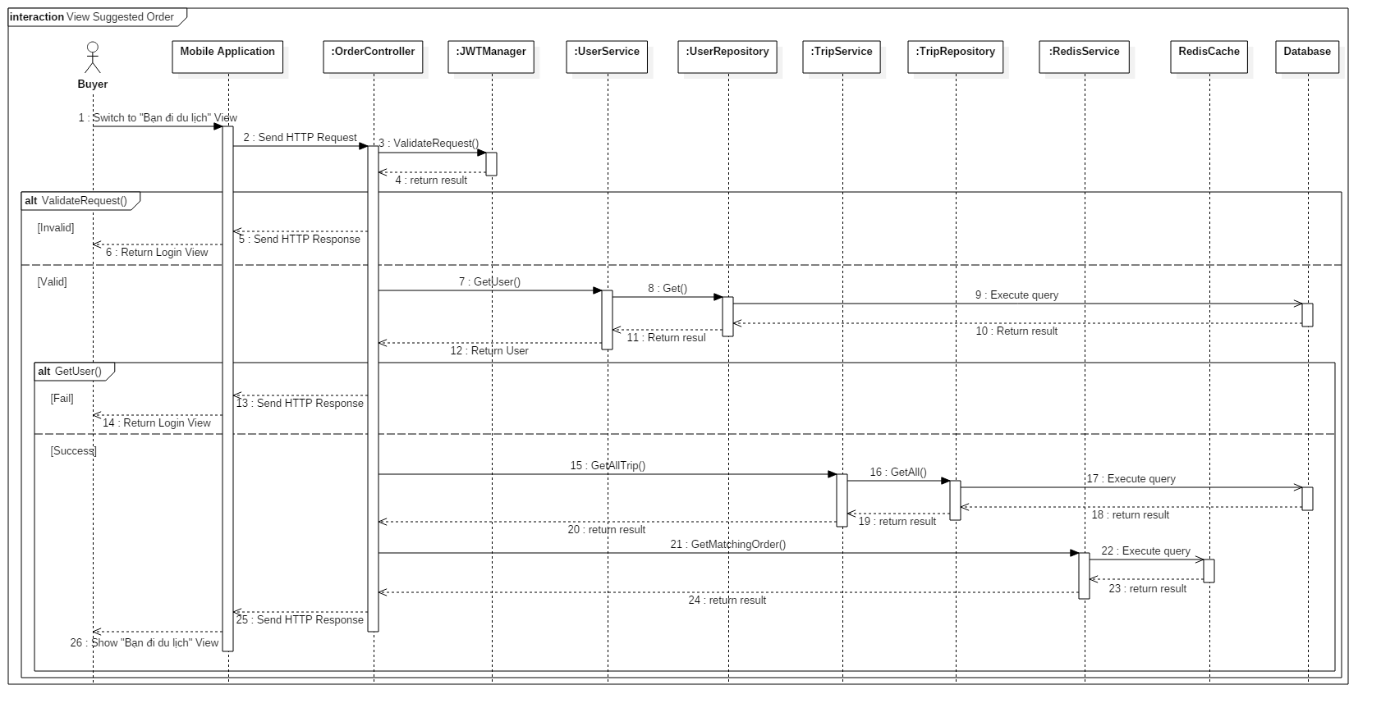 interaction View Suggested Order
Buyer
Mobile Application
:OrderController
:JWTManager
:UserService
:UserRepository
:TripService
:TripRepository
:RedisService
RedisCache
Database
1 : Switch to "Bạn đi du lịch" View
2 : Send HTTP Request
3 : ValidateRequest()
4 : return result
alt ValidateRequest()
[Invalid]
5 : Send HTTP Response
6 : Return Login View
[Valid]
7 : GetUser()
8 : Get()
9 : Execute query
10 : Return result
11 : Return resul
12 : Return User
alt GetUser()
[Fail]
13 : Send HTTP Response
14 : Return Login View
[Success]
15 : GetAllTrip()
16 : GetAll()
17 : Execute query
18 : return result
19 : return result
20 : return result
21 : GetMatchingOrder()
22 : Execute query
23 : return result
24 : return result
25 : Send HTTP Response
26 : Show "Bạn đi du lịch" View